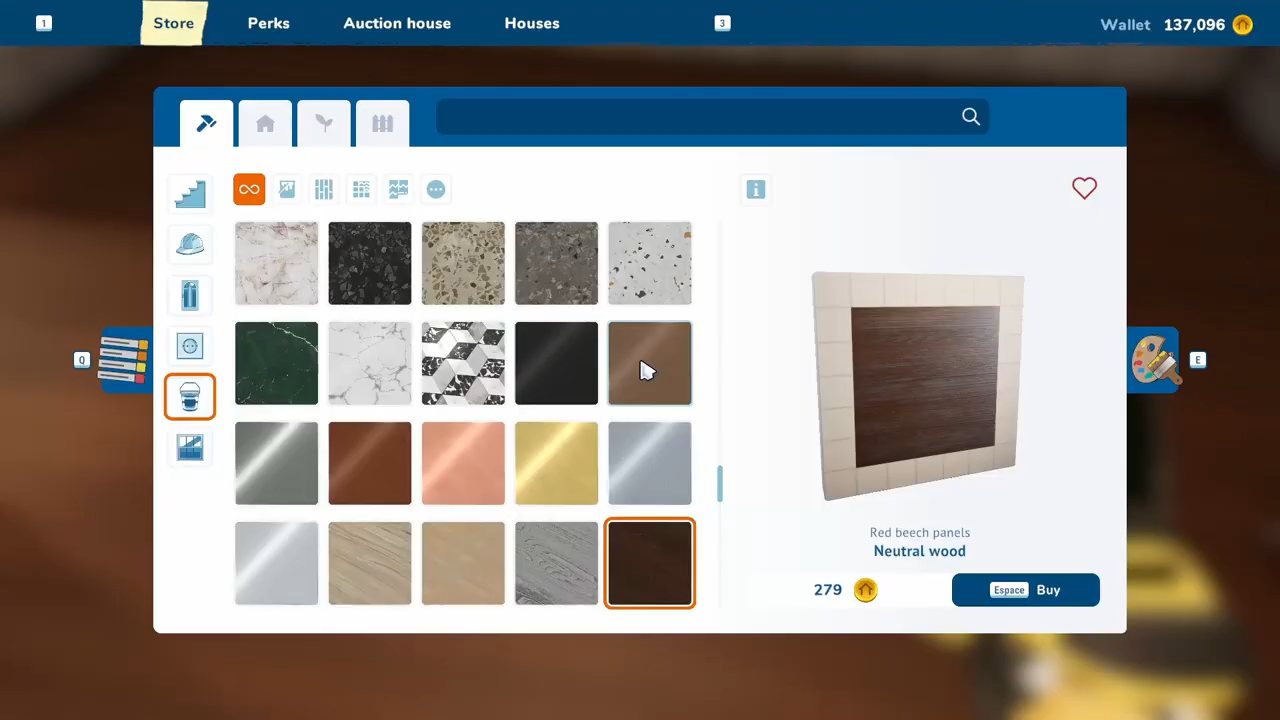 1
Store
Perks
Auction house
Houses
3
Wallet 137,096
Q
E
Red beech panels
Neutral wood
279
Espace Buy